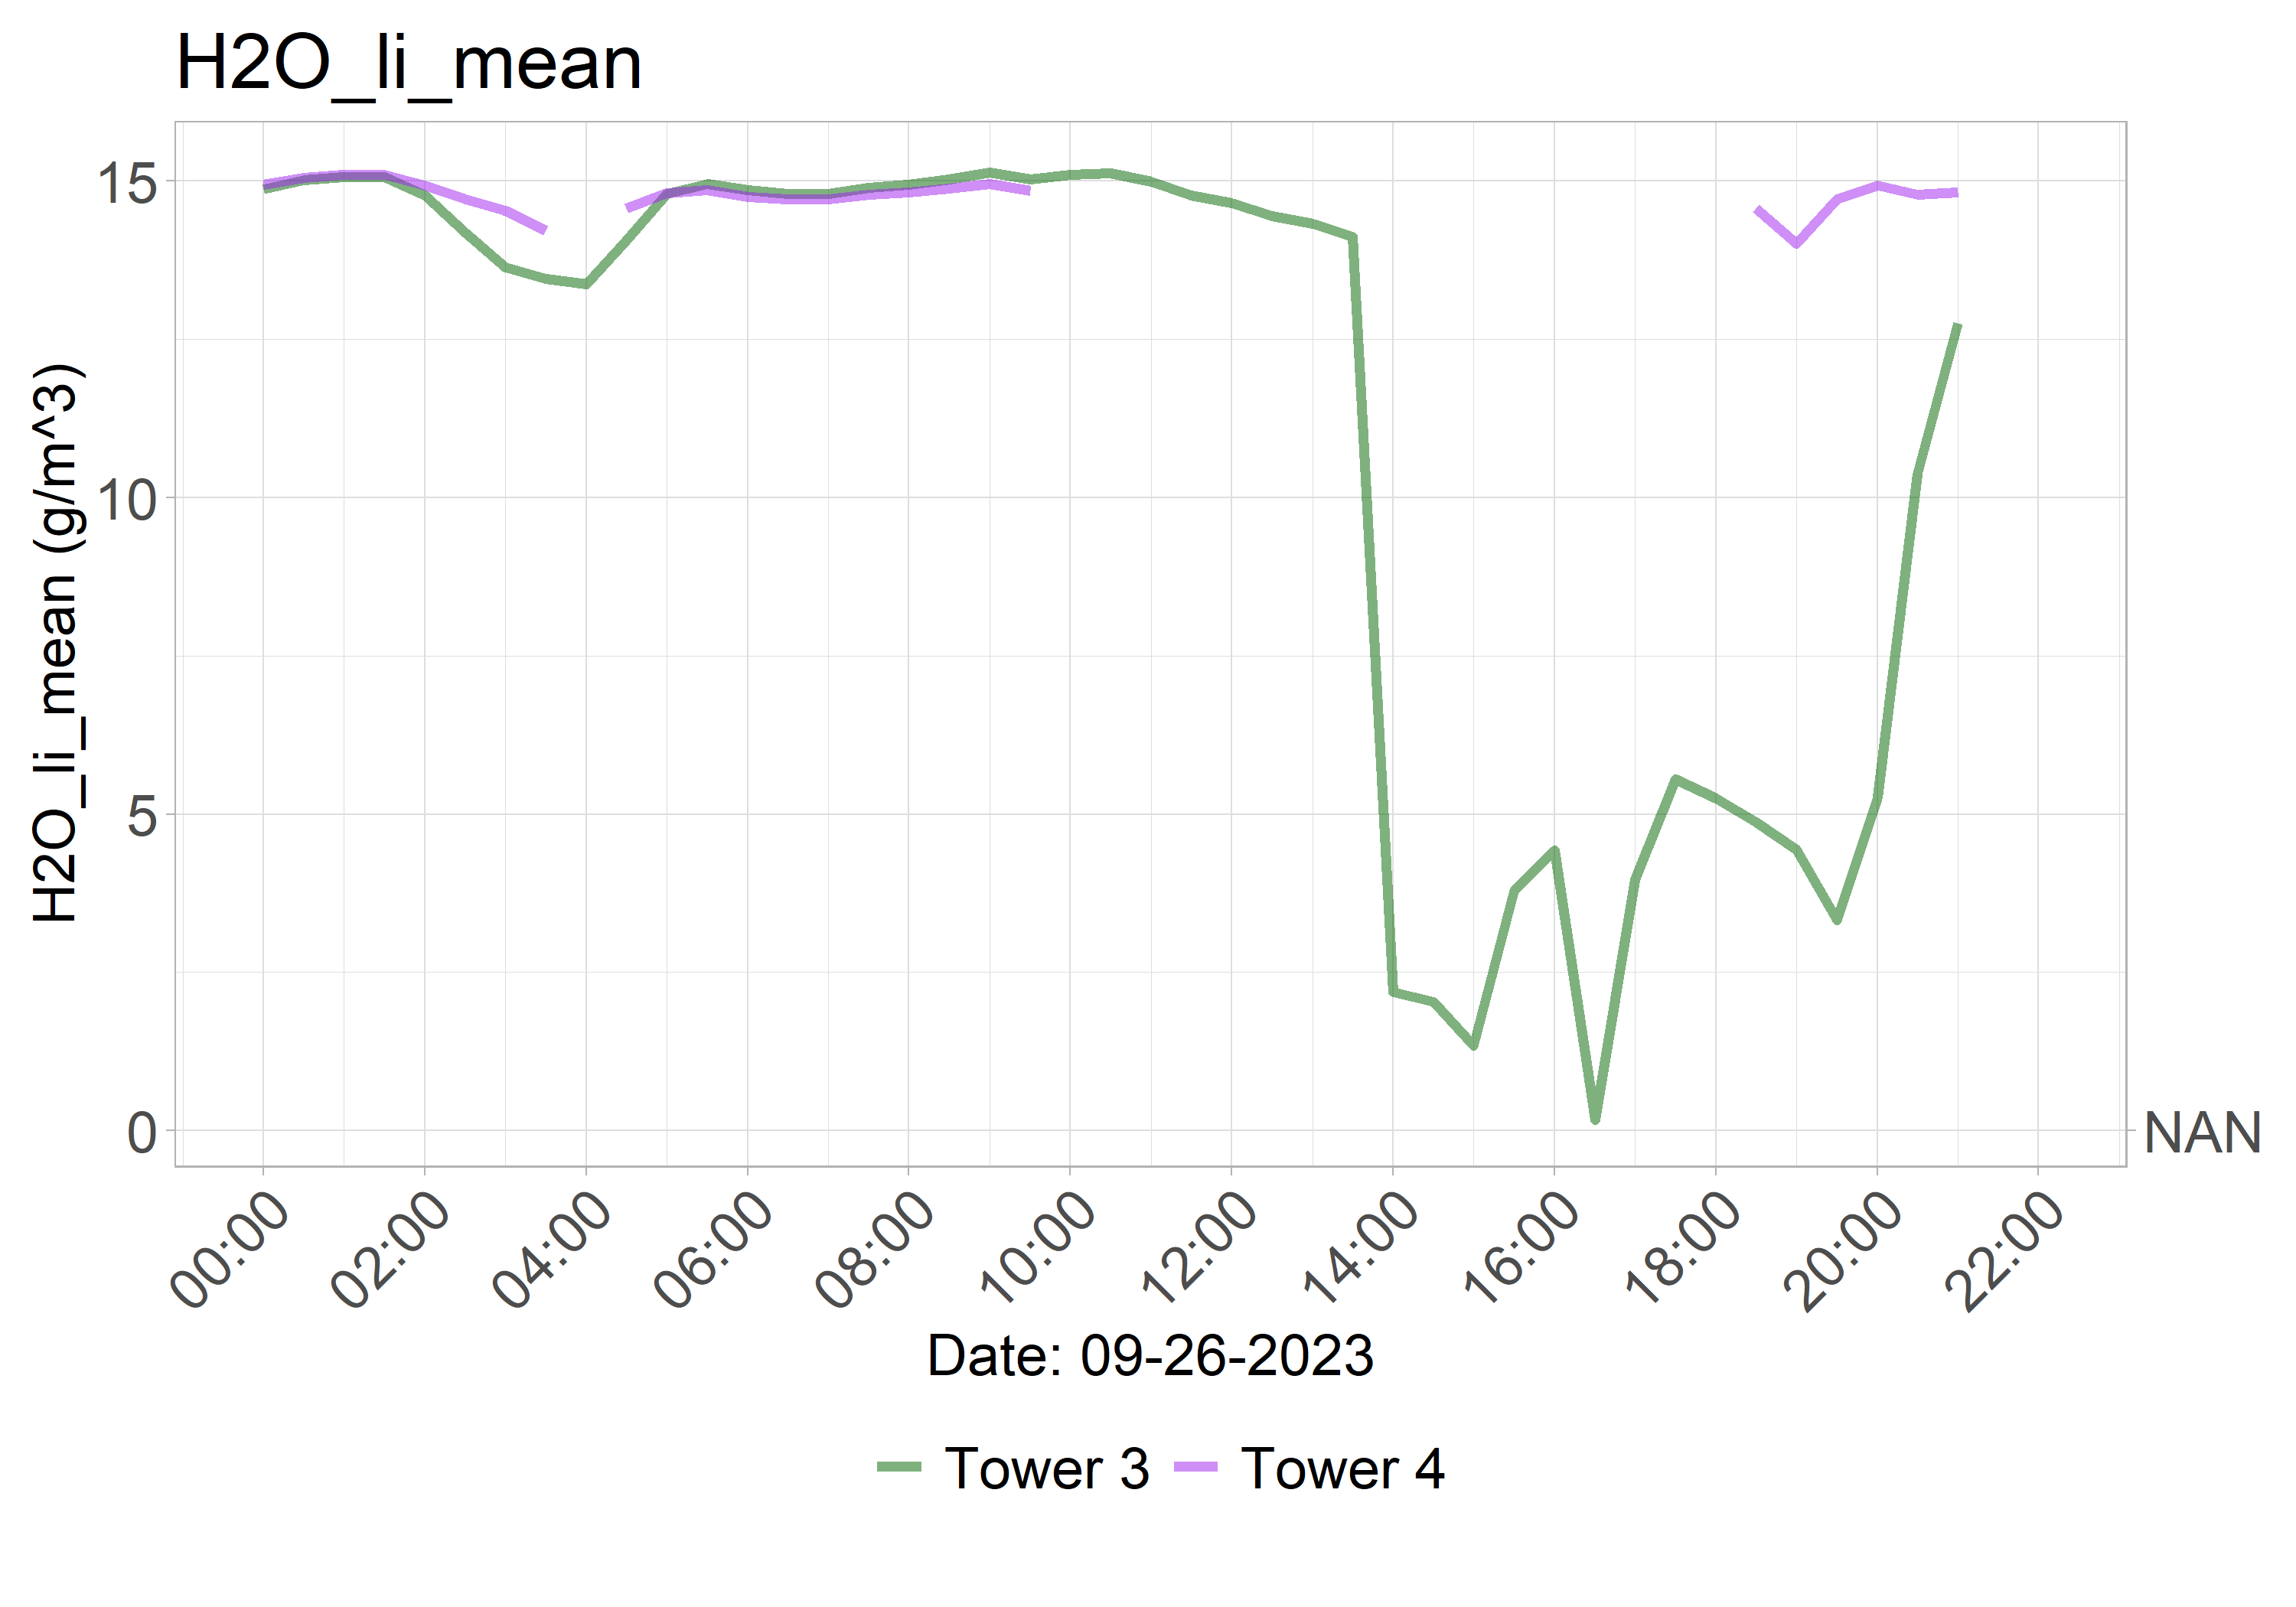 H2O_li_mean
H2O_li_mean (g/m^3)
15
10
5
0
NAN
00:00 02:00 04:00 06:00 08:00 10:00 12:00 14:00 16:00 18:00 20:00 22:00
Date: 09-26-2023
Tower 3 Tower 4